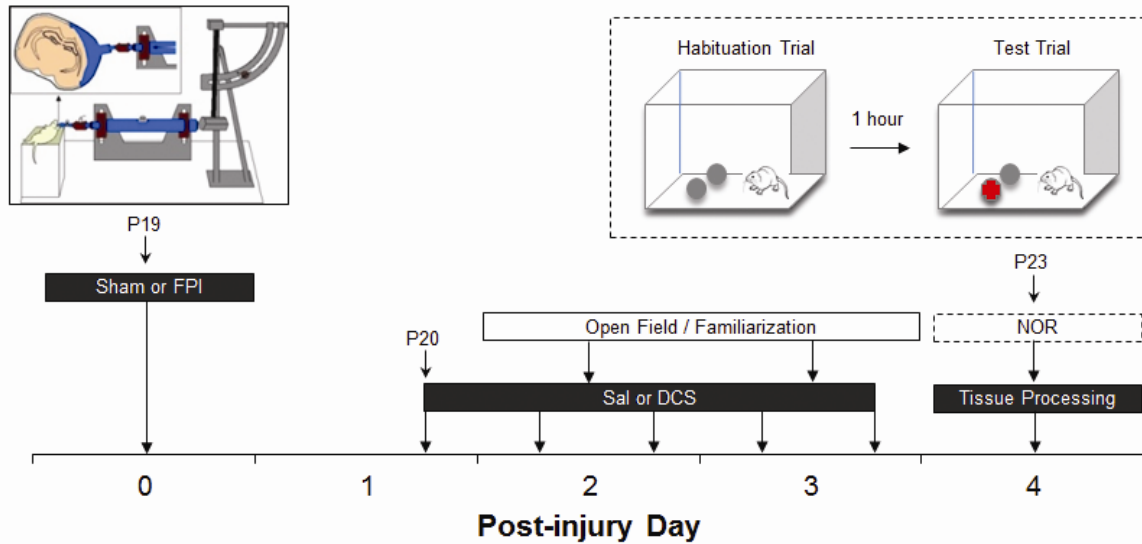 Habituation Trial
Test Trial
1 hour
P19
P23
Sham or FPI
Open Field / Familiarization
NOR
P20
Sal or DCS
Tissue Processing
0
1
2
3
4
Post-injury Day